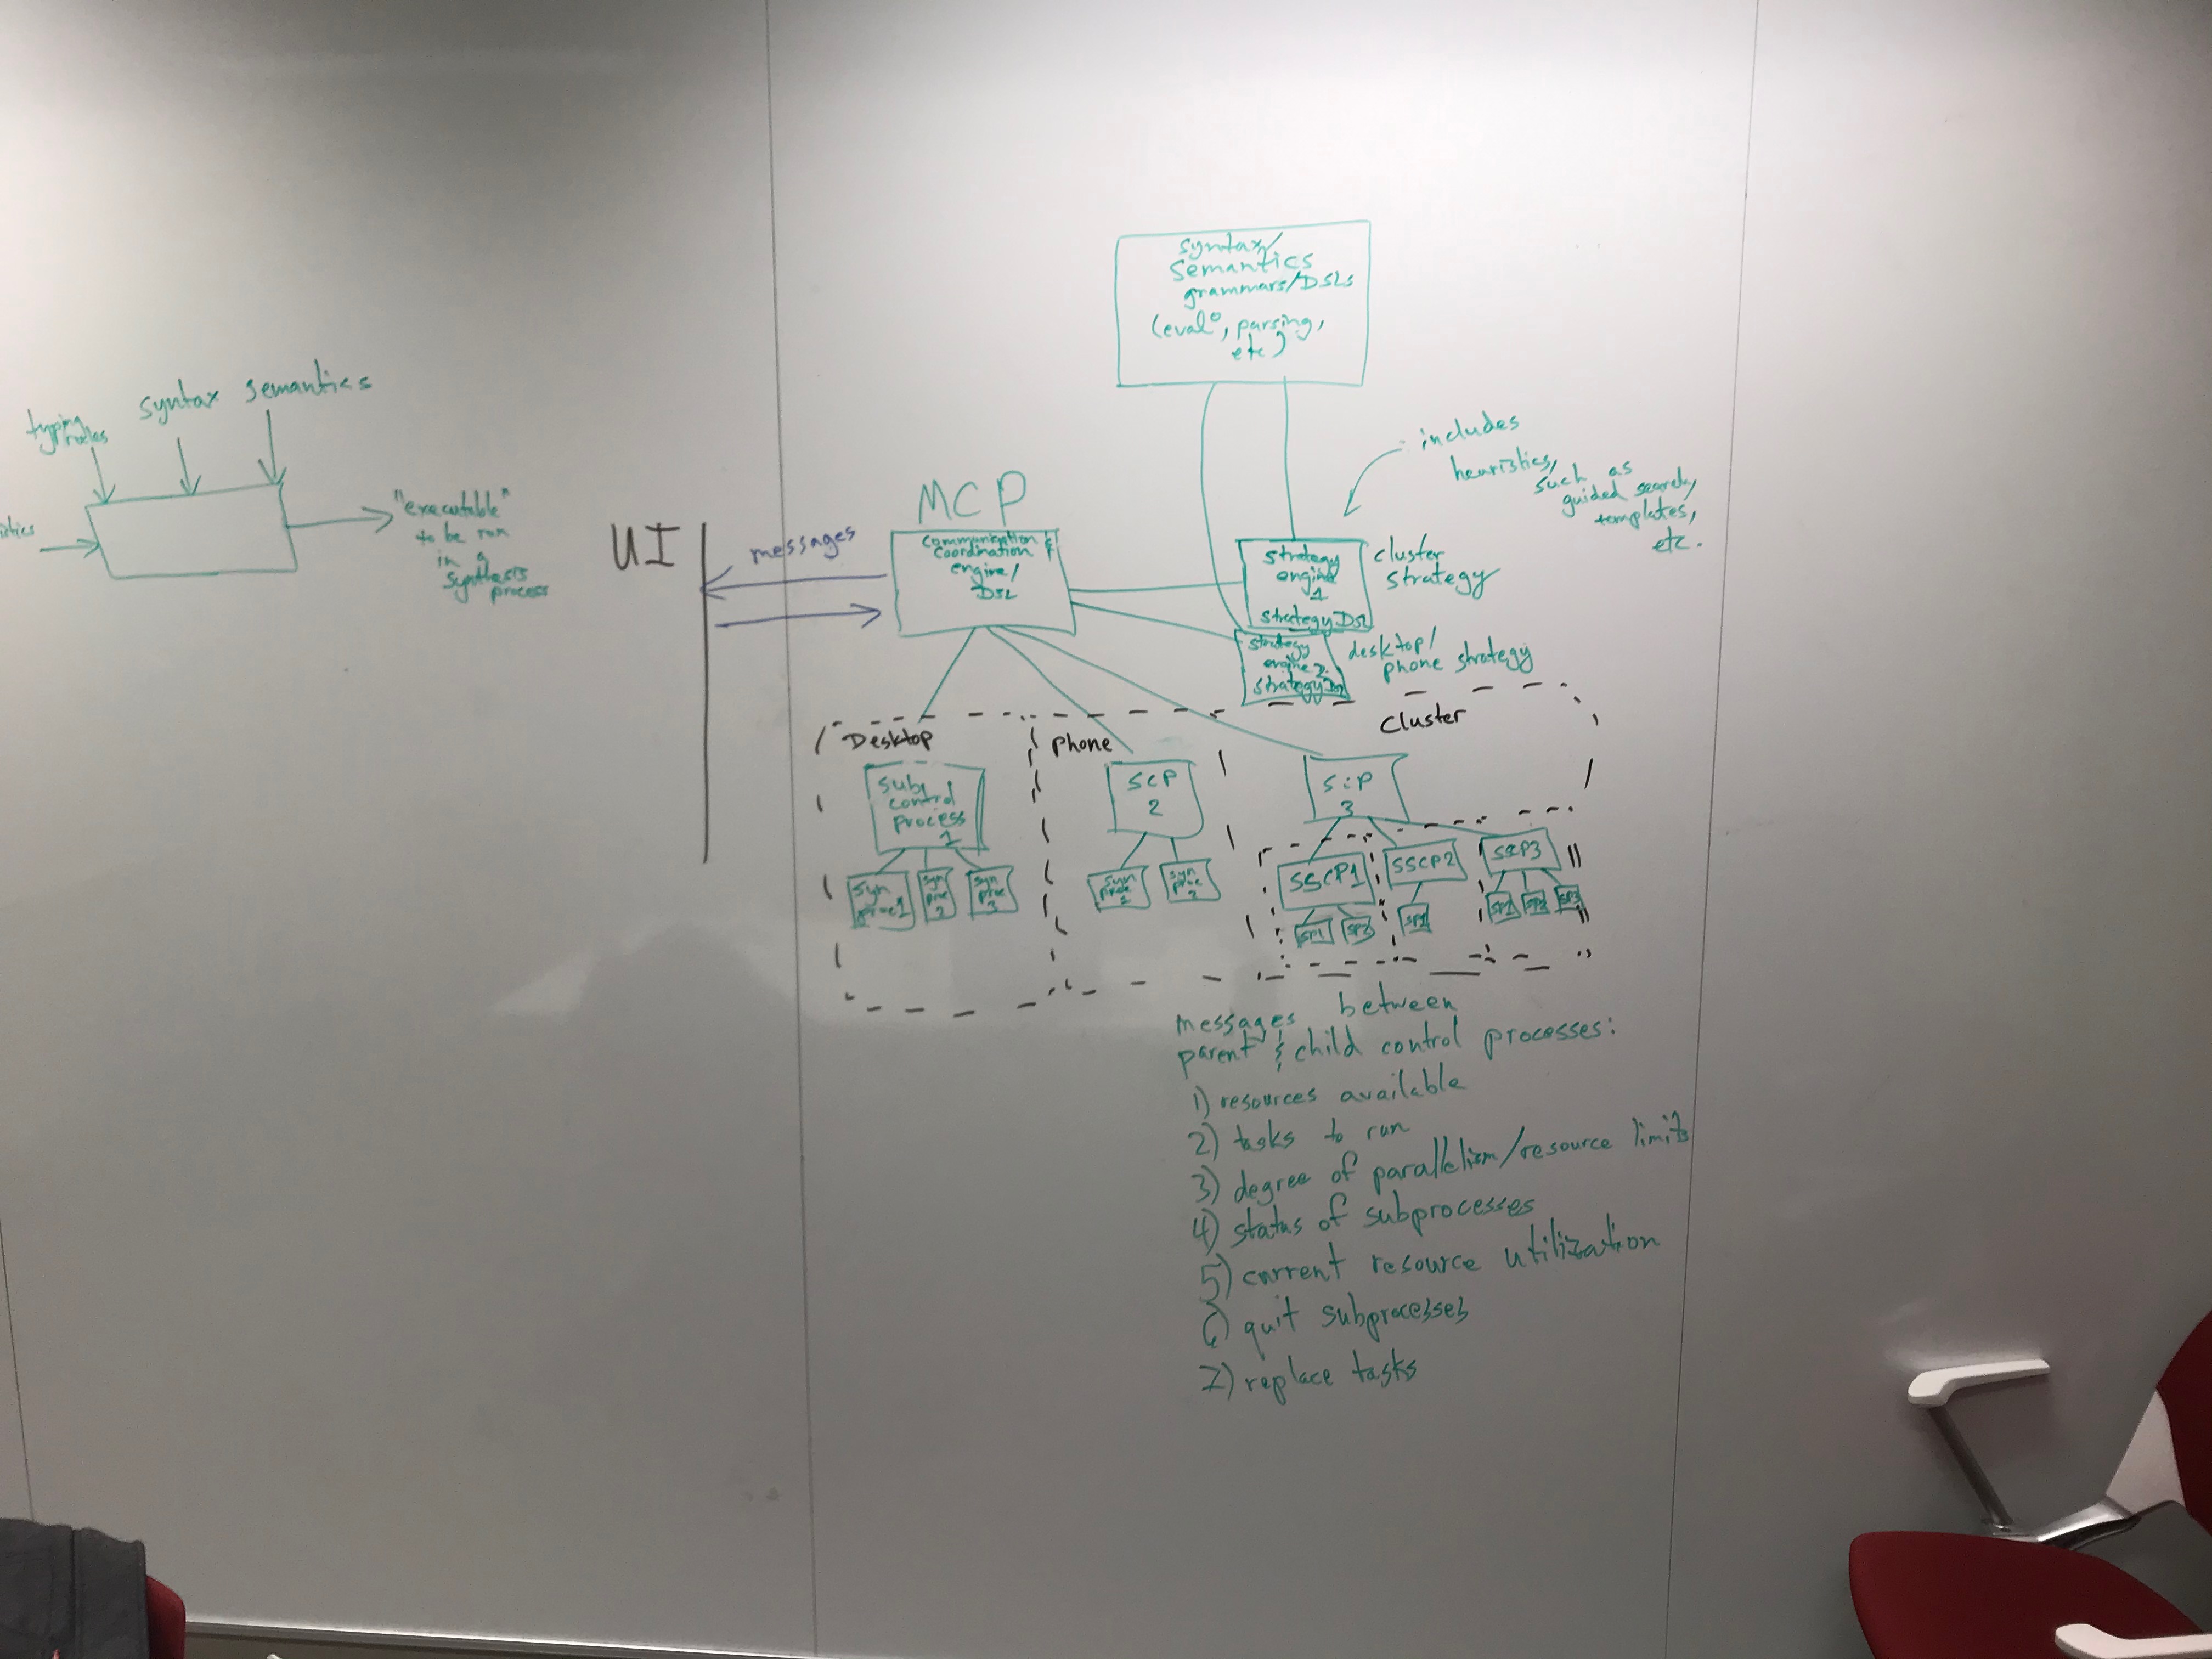 typing
rules
syntax
semantics
"executable"
to be run
in a
synthesis
process
UI
messages
MCP
Communication &
Coordination
engine/
DSL
syntax/
semantics
grammars/DSLs
(evalº, parsing,
etc)
includes
heuristics,
such as
guided search,
templates,
etc.
strategy
engine
1
strategy DSL
cluster
strategy
strategy
engine 2
strategy DSL
desktop/
phone strategy
Desktop
phone
Cluster
sub
control
process
1
SCP
2
SCP
3
syn
proc1
syn
proc
2
syn
proc
3
syn
proc
1
syn
proc
2
SSCP1
SSCP2
SSCP3
SP1
SP2
SP1
SP1
SP2
SP3
messages between
parent & child control processes:
1) resources available
2) tasks to run
3) degree of parallelism/resource limits
4) status of subprocesses
5) current resource utilization
6) quit subprocesses
7) replace tasks